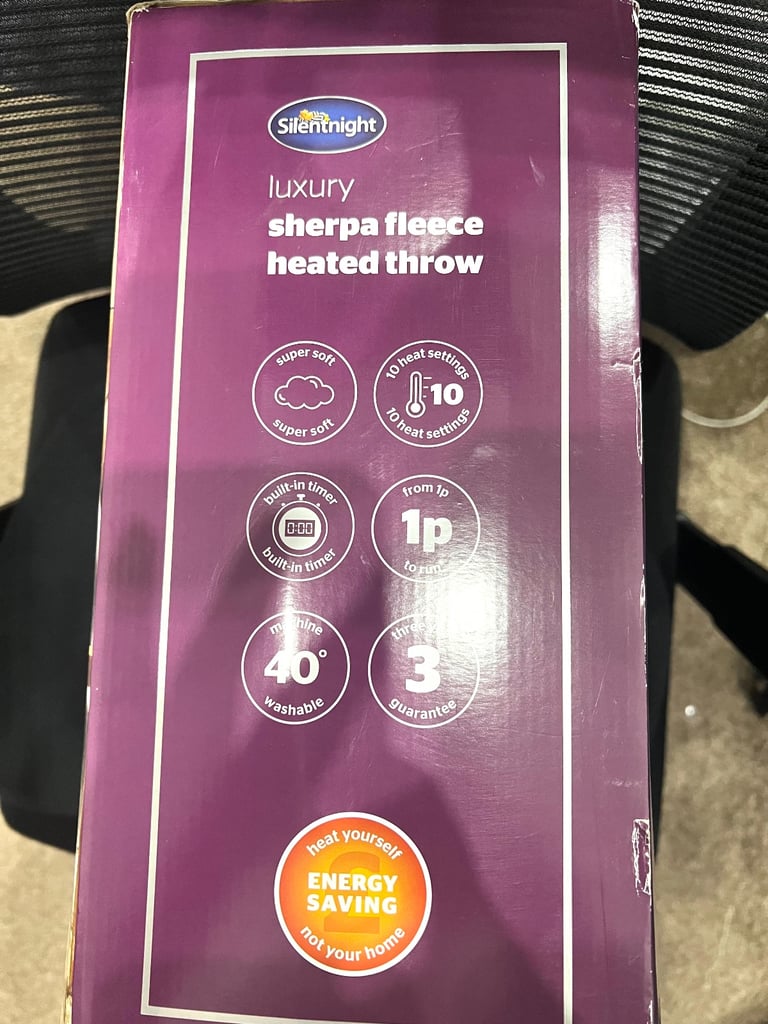 Silentnight
luxury
sherpa fleece
heated throw
super soft
super soft
10 heat settings
10
10 heat settings
built-in timer
0:00
built-in timer
from 1p
1p
to run
machine
40°
washable
three
3
guarantee
heat yourself
£
ENERGY
SAVING
not your home